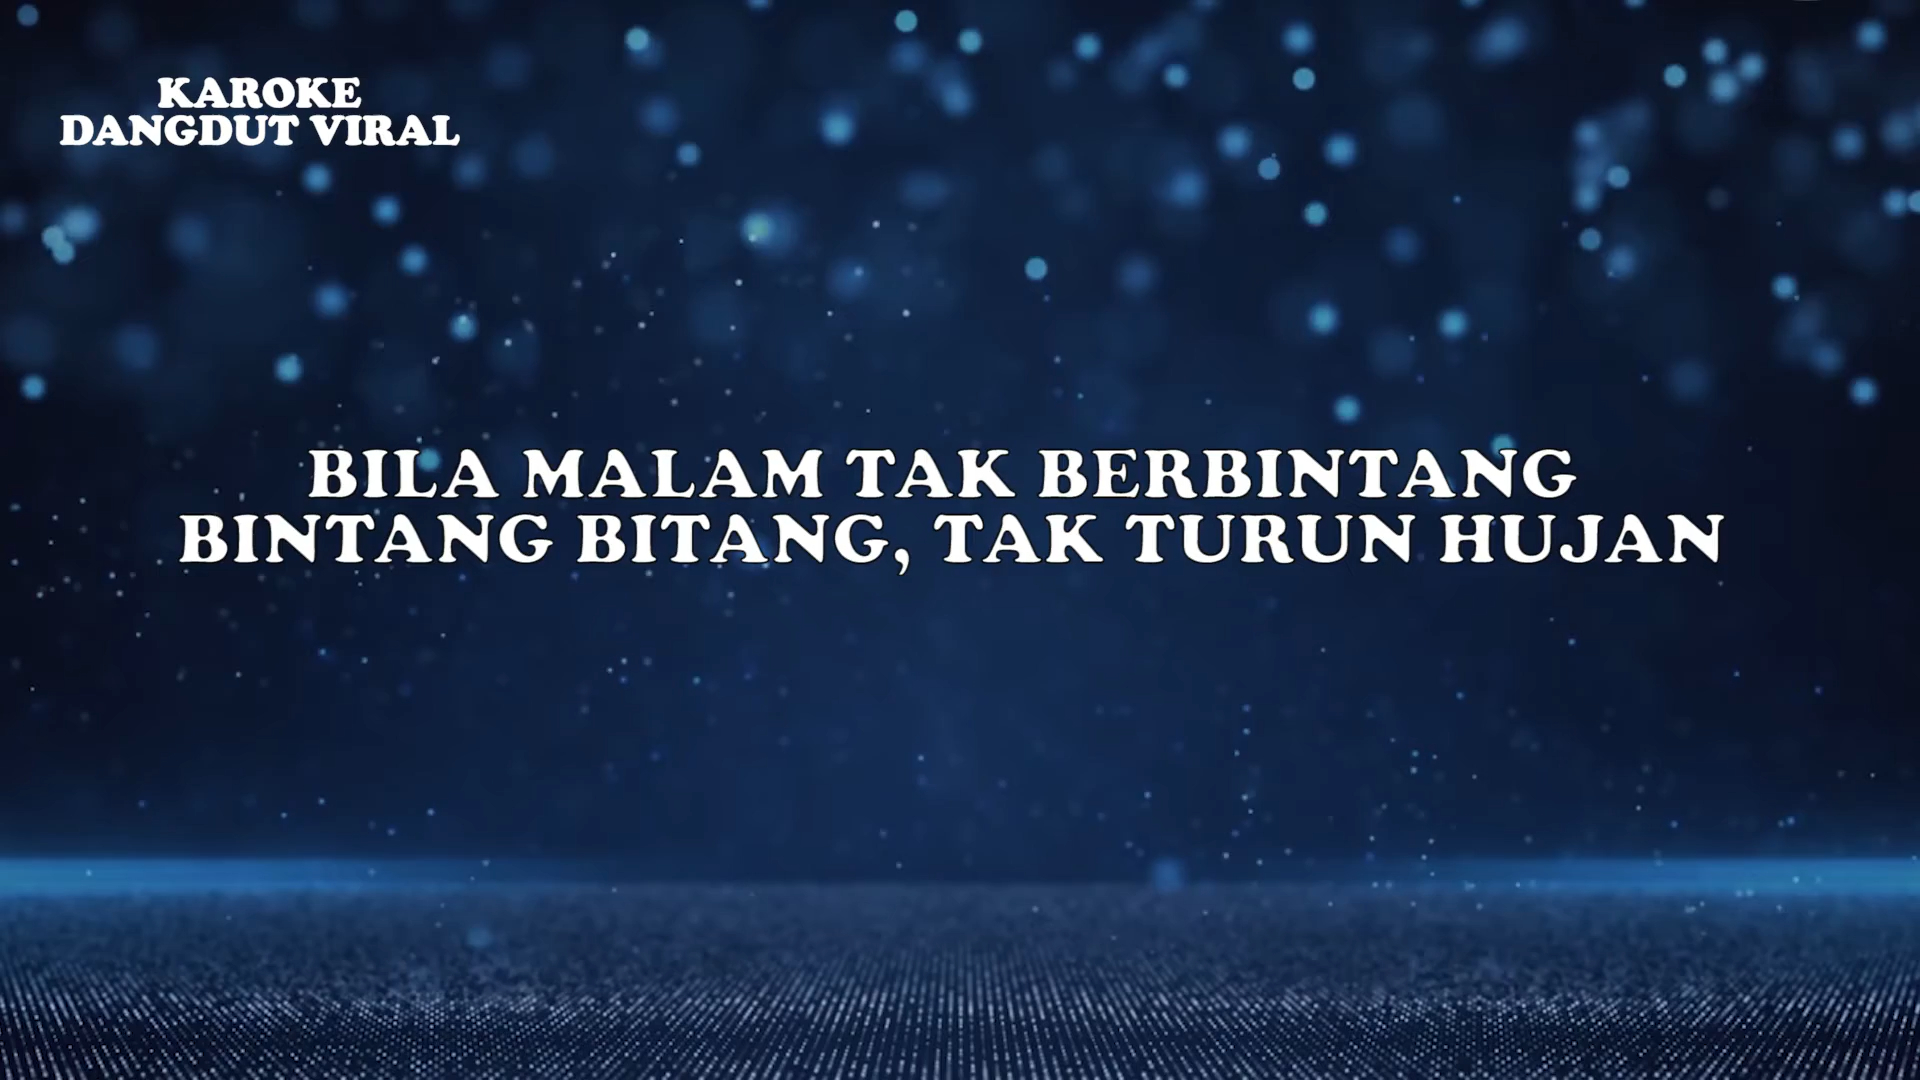 KAROKE
DANGDUT VIRAL
BILA MALAM TAK BERBINTANG
BINTANG BITANG, TAK TURUN HUJAN